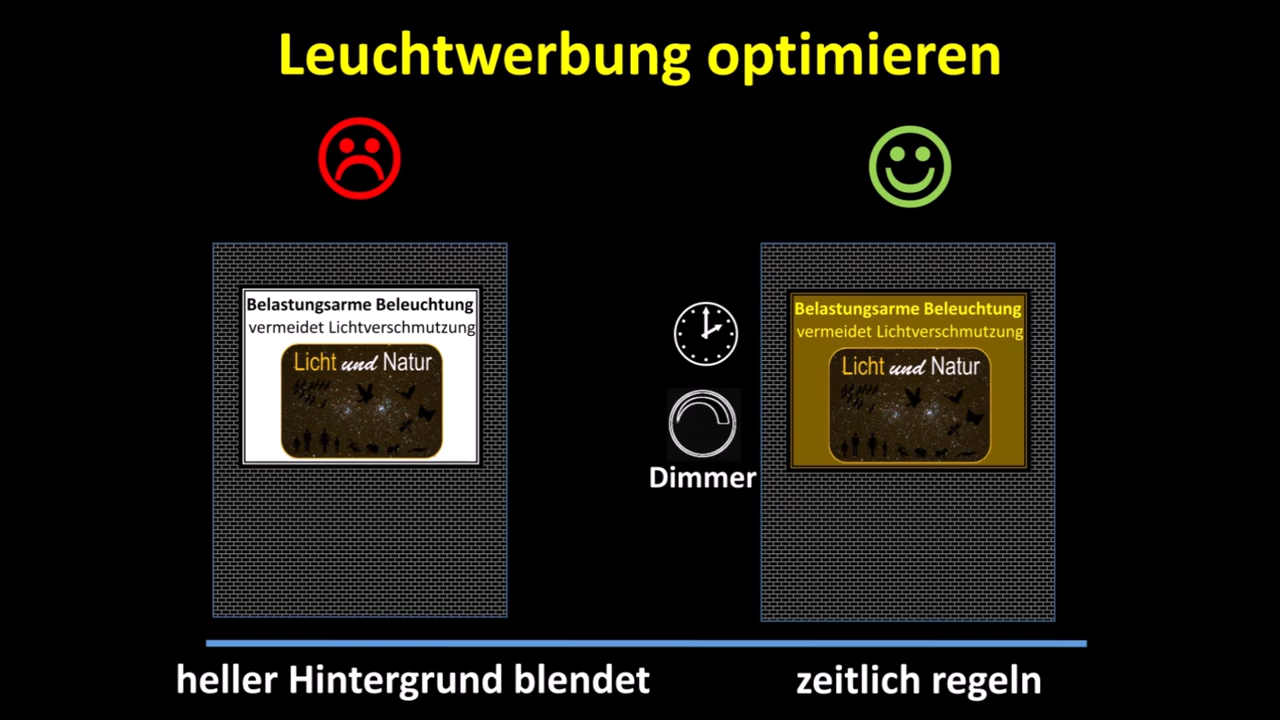 Leuchtwerbung optimieren
Belastungsarme Beleuchtung
vermeidet Lichtverschmutzung
Licht und Natur
Dimmer
Belastungsarme Beleuchtung
vermeidet Lichtverschmutzung
Licht und Natur
heller Hintergrund blendet
zeitlich regeln